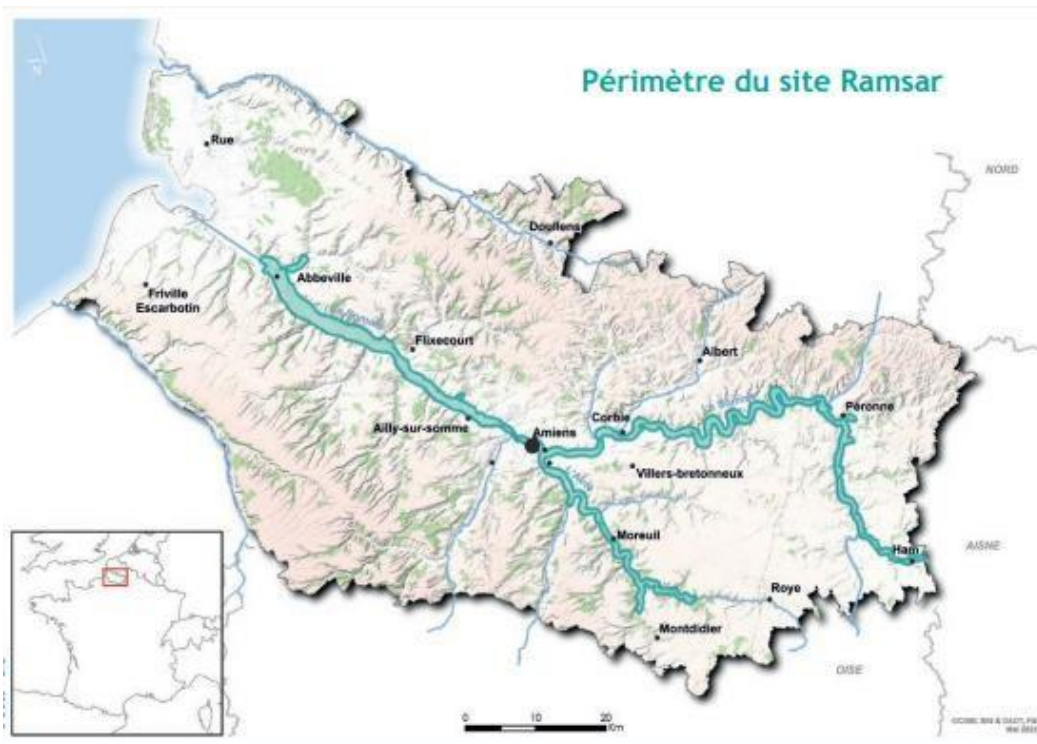 Périmètre du site Ramsar
N
Rue
NORD
Doullens
Abbeville
Friville
Escarbotin
Flixecourt
Albert
Péronne
Corbie
Ailly-sur-somme
Amiens
Villers-bretonneux
Moreuil
Ham
AISNE
Roye
Montdidier
OISE
0 10 20
Km